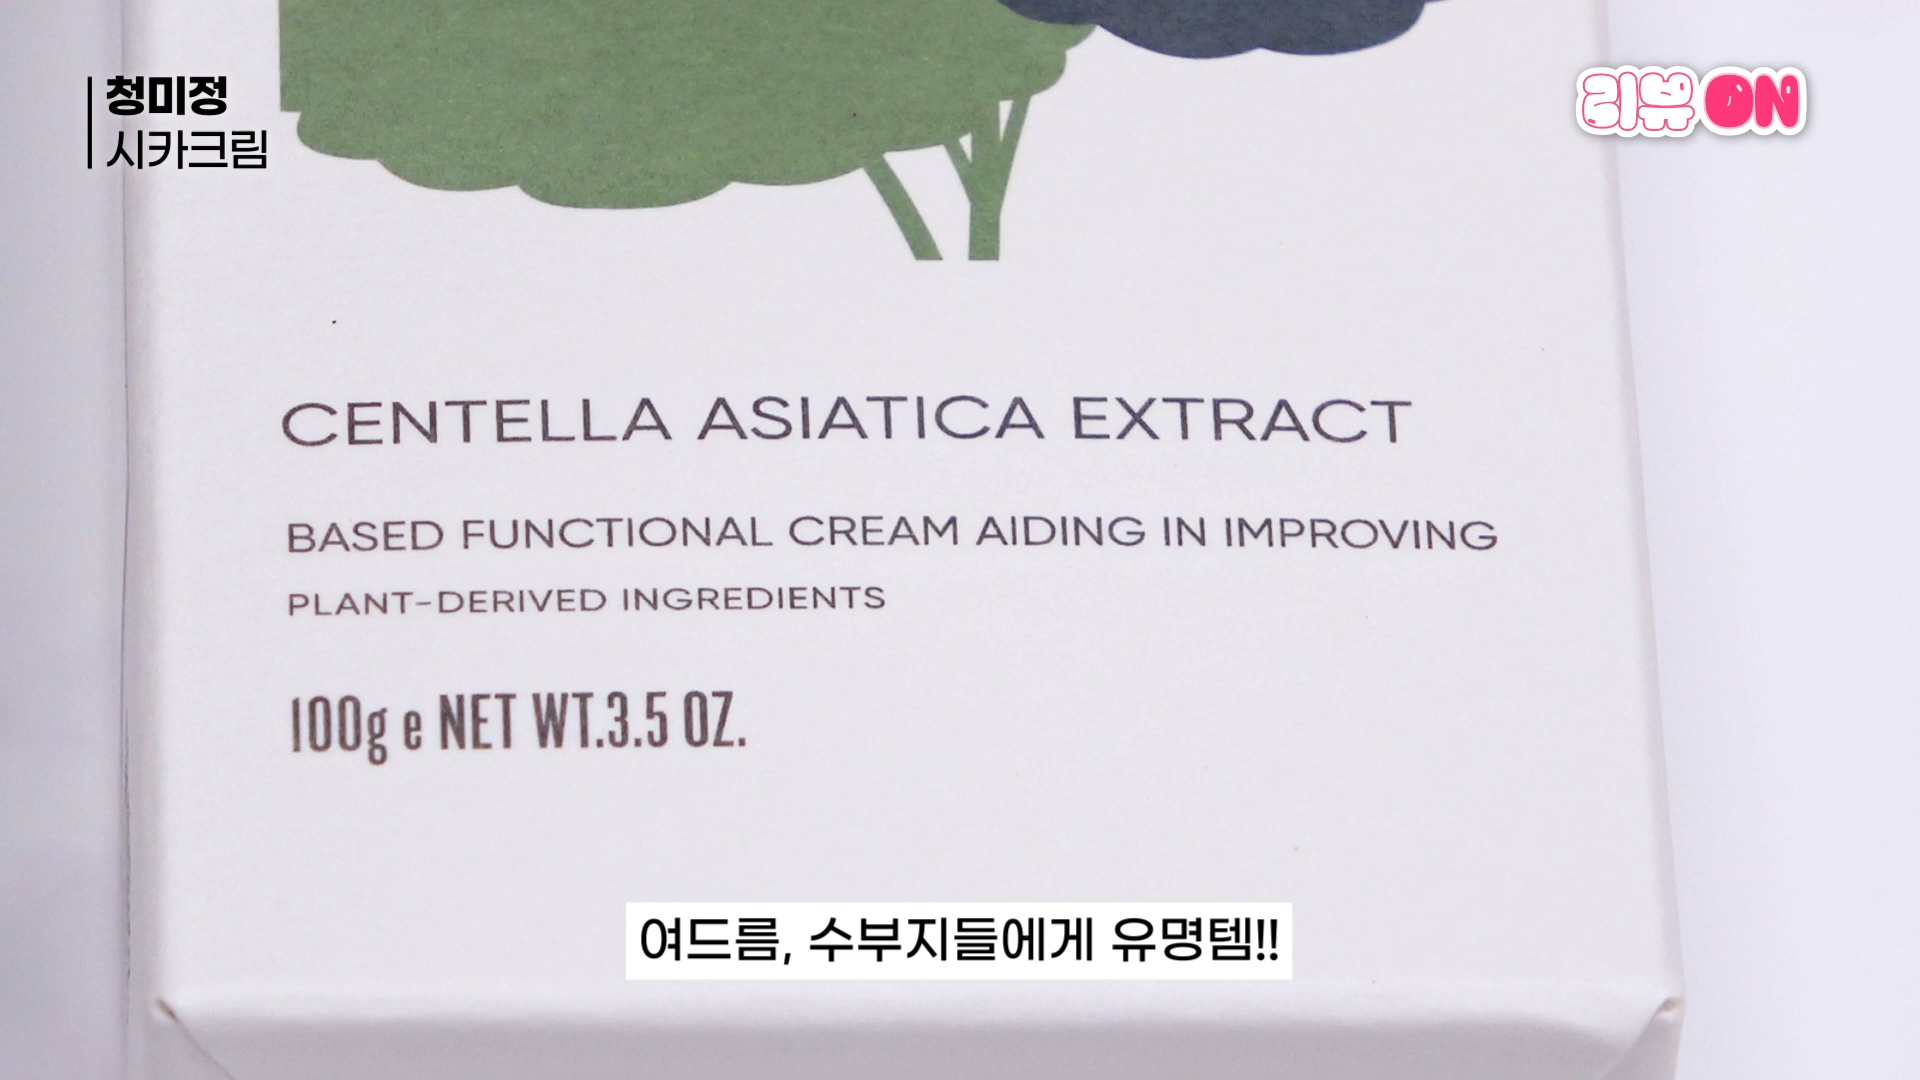 청미정
시카크림
리뷰 ON
CENTELLA ASIATICA EXTRACT
BASED FUNCTIONAL CREAM AIDING IN IMPROVING
PLANT-DERIVED INGREDIENTS
100g e NET WT.3.5 OZ.
여드름, 수부지들에게 유명템!!